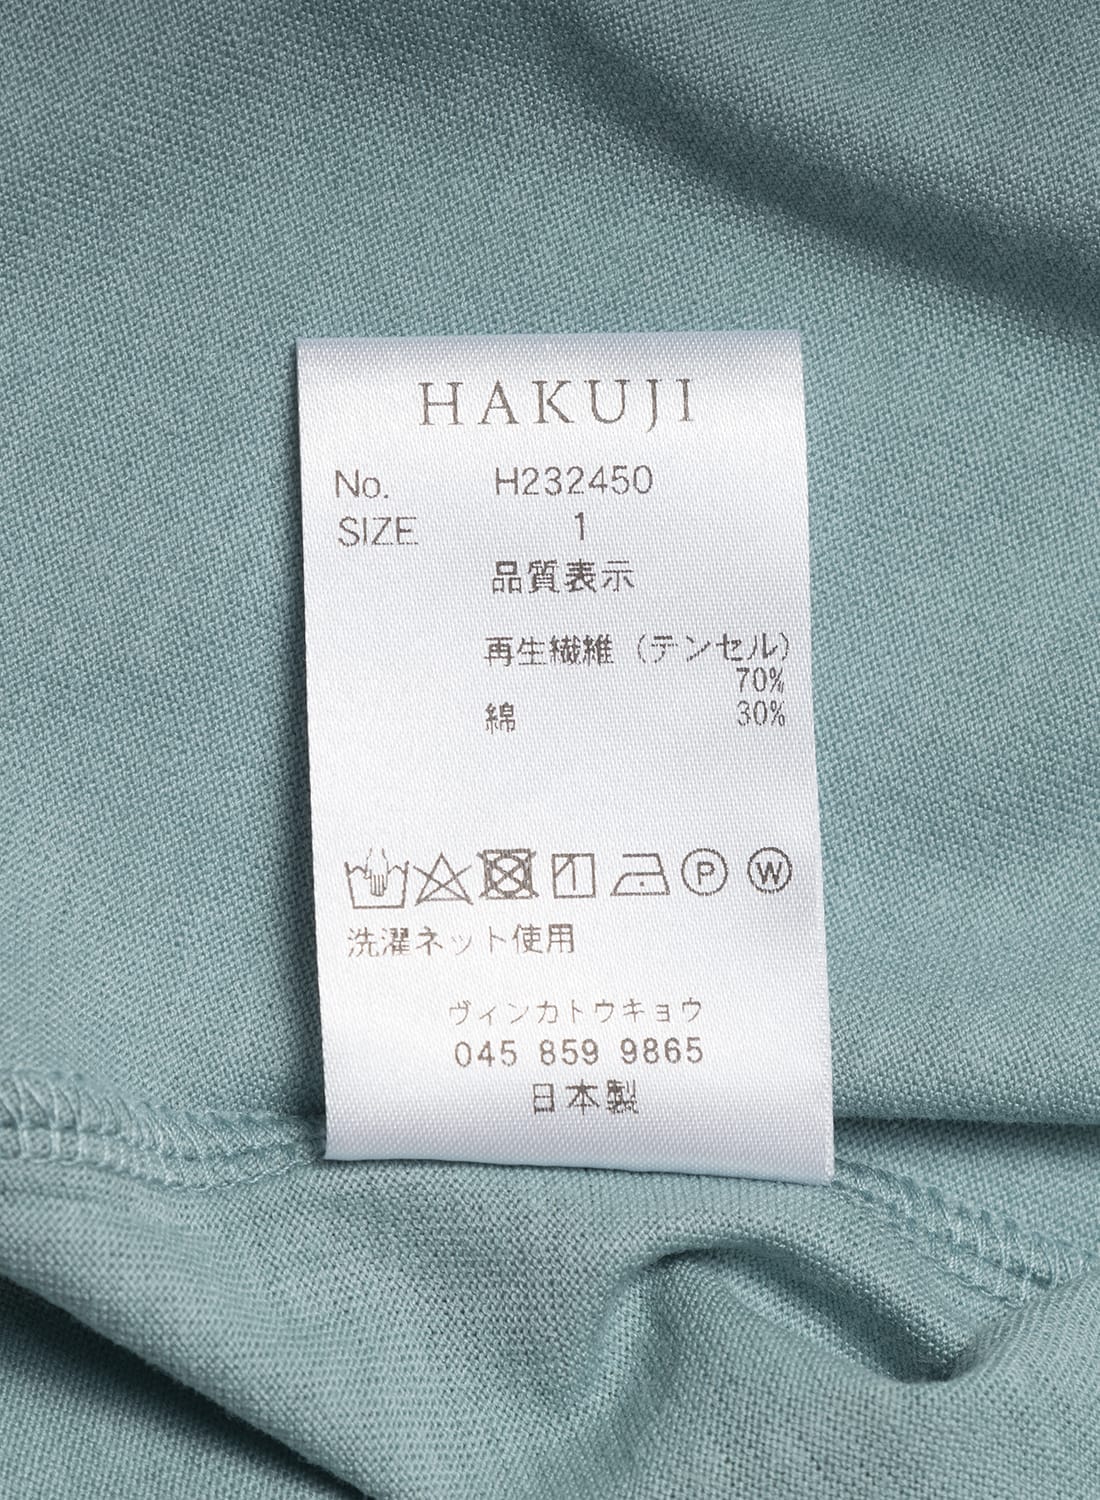 HAKUJI
No. H232450
SIZE 1
品質表示
再生繊維（テンセル）
70%
綿 30%
P W
洗濯ネット使用
ヴィンカトウキョウ
045 859 9865
日本製